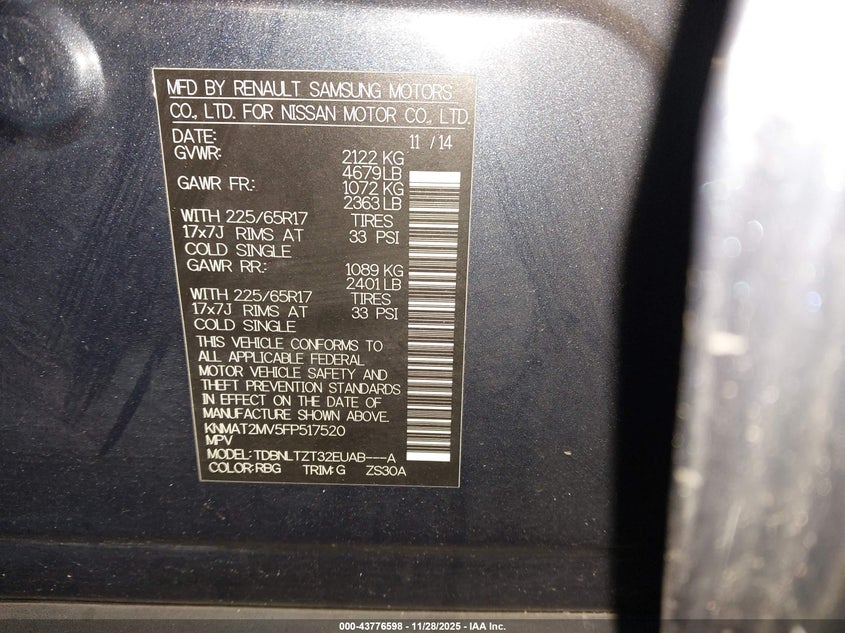 MFD BY RENAULT SAMSUNG MOTORS
CO., LTD. FOR NISSAN MOTOR CO., LTD.
DATE: 11 / 14
GVWR: 2122 KG
4679 LB
GAWR FR.: 1072 KG
2363 LB
WITH 225/65R17 TIRES
17x7J RIMS AT 33 PSI
COLD SINGLE
GAWR RR.: 1089 KG
2401 LB
WITH 225/65R17 TIRES
17x7J RIMS AT 33 PSI
COLD SINGLE
THIS VEHICLE CONFORMS TO
ALL APPLICABLE FEDERAL
MOTOR VEHICLE SAFETY AND
THEFT PREVENTION STANDARDS
IN EFFECT ON THE DATE OF
MANUFACTURE SHOWN ABOVE.
KNMAT2MV5FP517520
MPV
MODEL: TDBNLTZT32EUAB---A
COLOR: RBG TRIM: G ZS30A
000-43776598 - 11/28/2025 - IAA Inc.